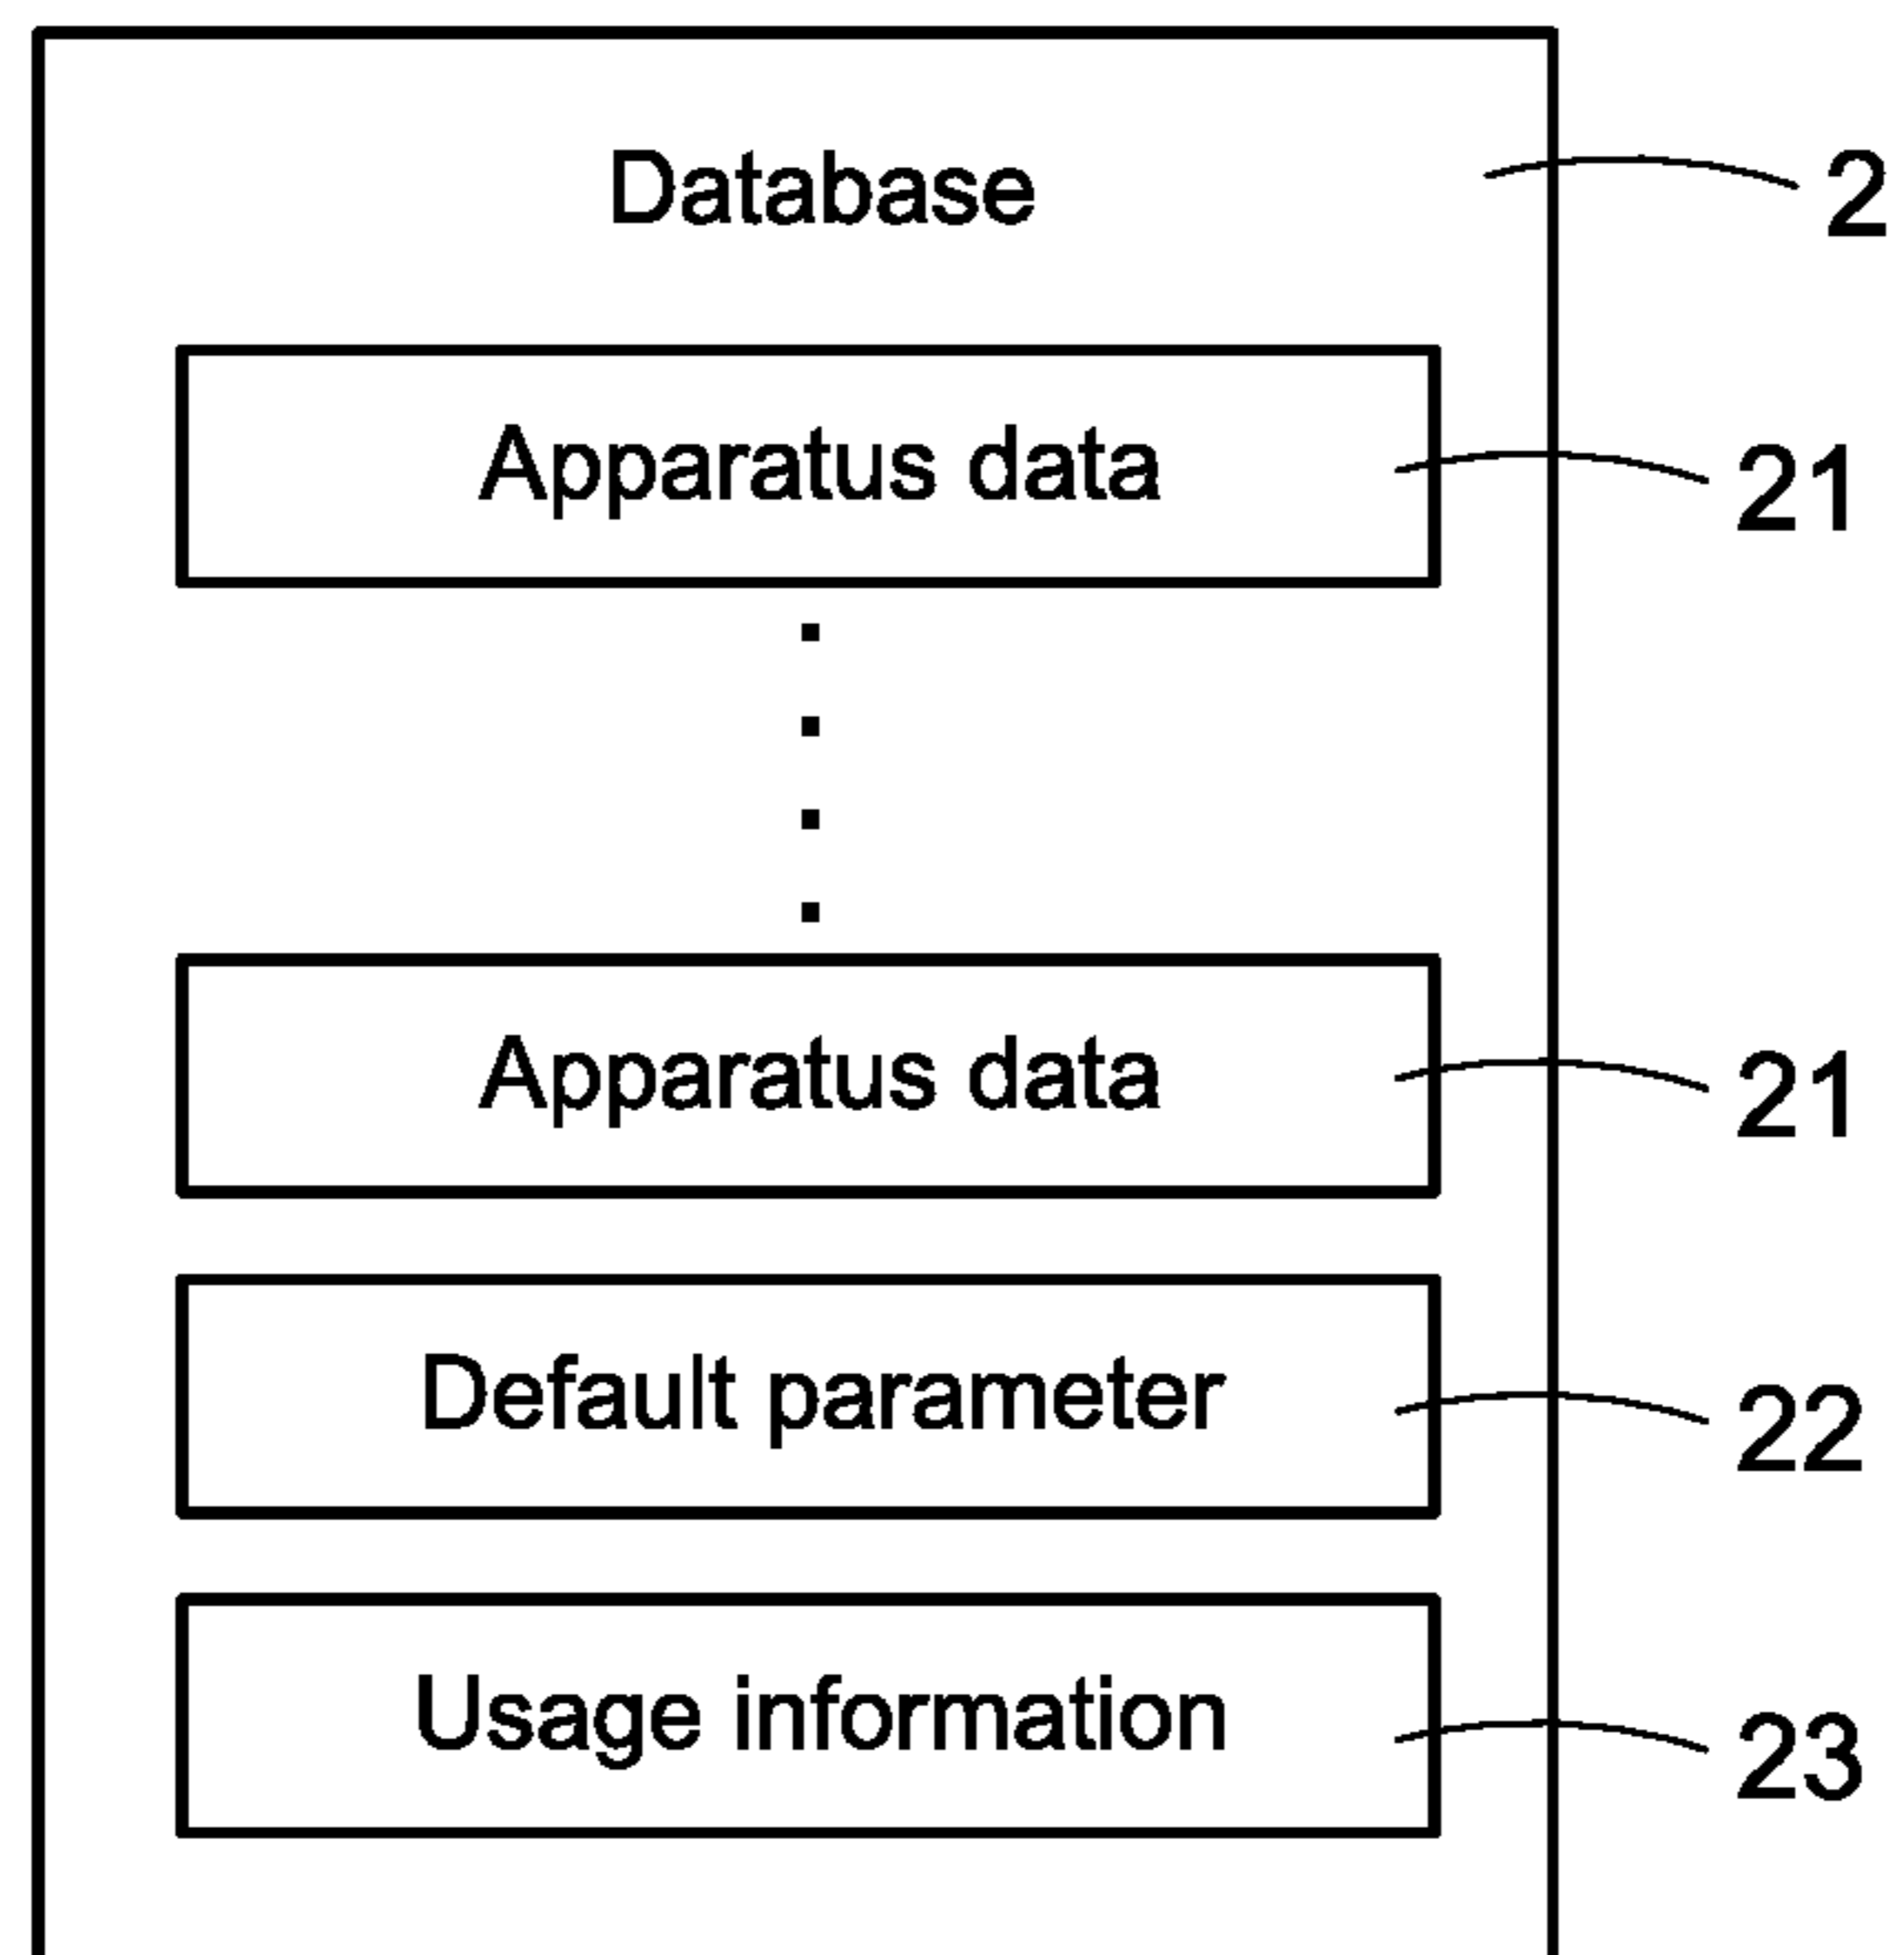 Database 2
Apparatus data 21
Apparatus data 21
Default parameter 22
Usage information 23